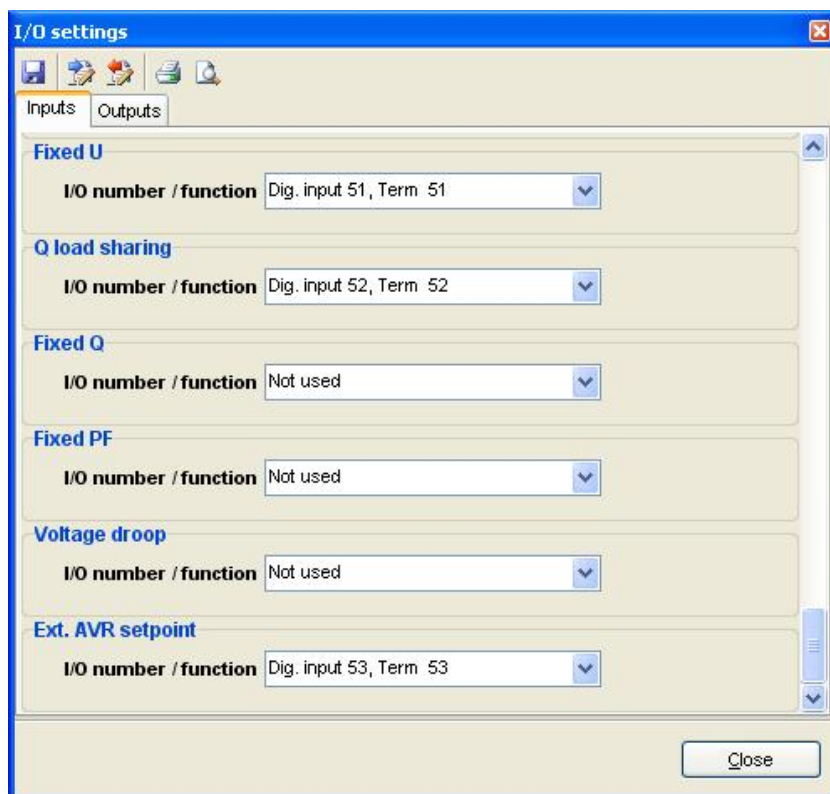 I/O settings
Inputs Outputs
Fixed U
I/O number / function Dig. input 51, Term 51
Q load sharing
I/O number / function Dig. input 52, Term 52
Fixed Q
I/O number / function Not used
Fixed PF
I/O number / function Not used
Voltage droop
I/O number / function Not used
Ext. AVR setpoint
I/O number / function Dig. input 53, Term 53
Close